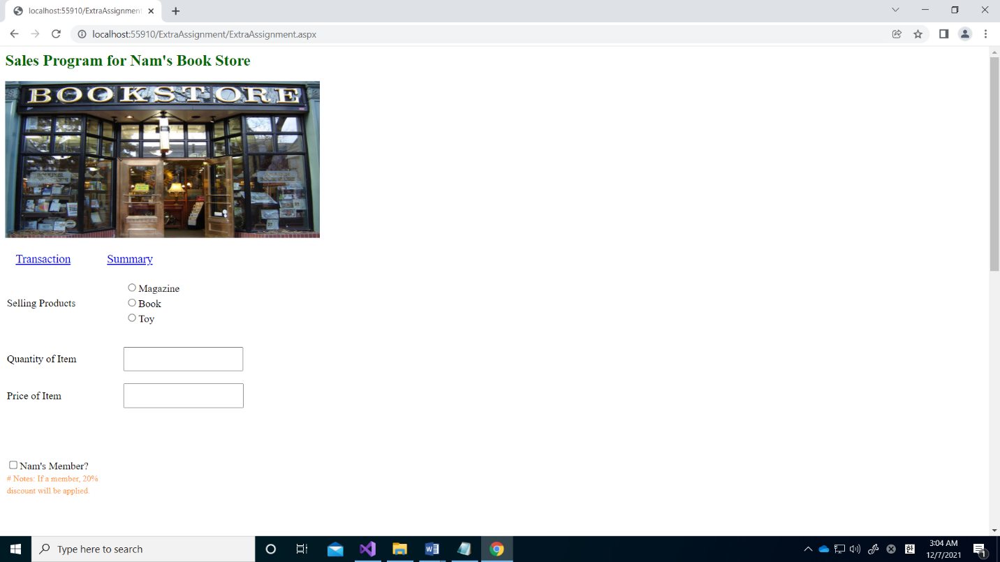 localhost:55910/ExtraAssignment
localhost:55910/ExtraAssignment/ExtraAssignment.aspx
Sales Program for Nam's Book Store
BOOKSTORE
Transaction Summary
Selling Products
Magazine
Book
Toy
Quantity of Item
Price of Item
Nam's Member?
# Notes: If a member, 20%
discount will be applied.
Type here to search
한
3:04 AM
12/7/2021
1